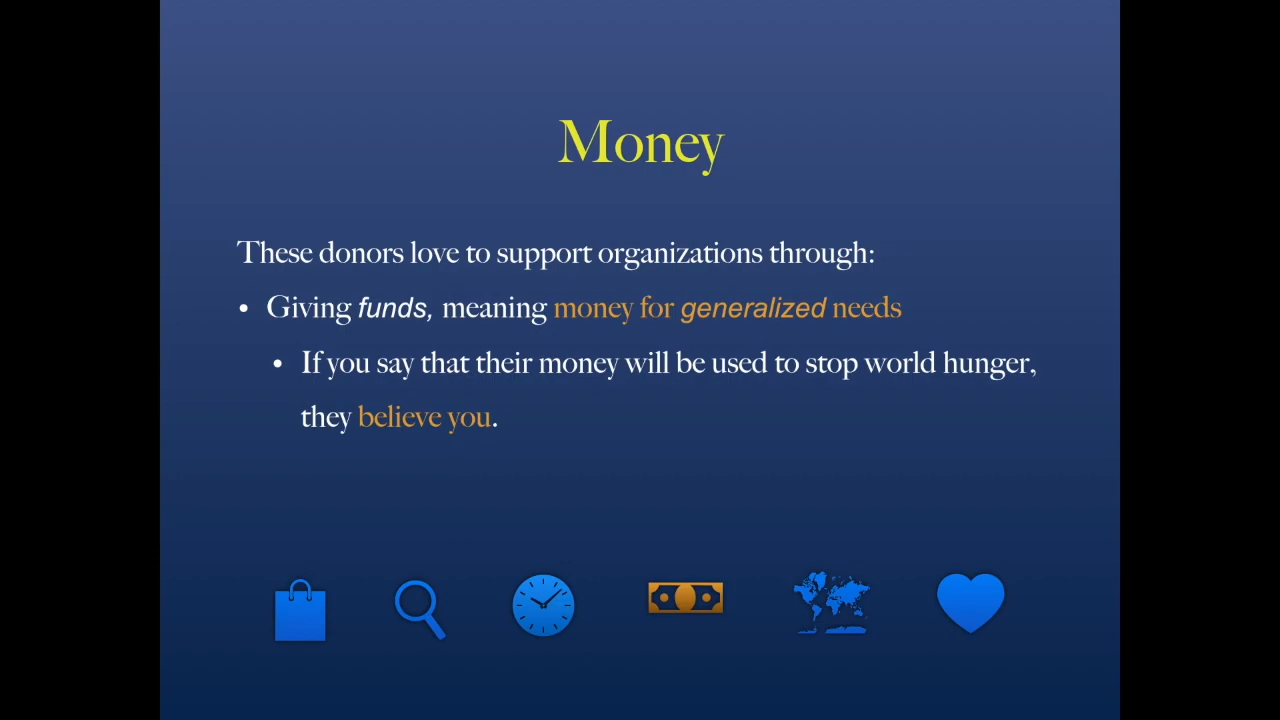 Money
These donors love to support organizations through:
• Giving funds, meaning money for generalized needs
• If you say that their money will be used to stop world hunger,
they believe you.